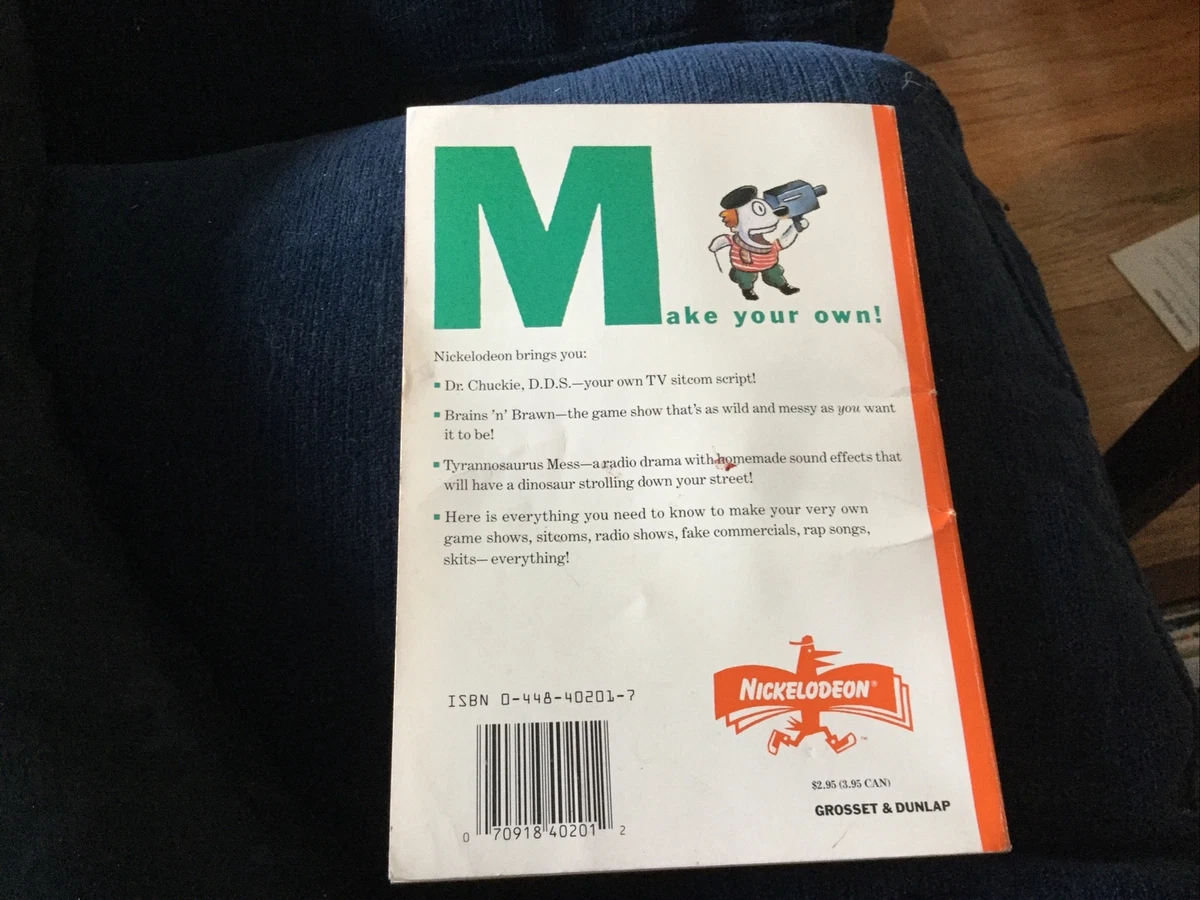 Make your own!
Nickelodeon brings you:
▪ Dr. Chuckie, D.D.S.—your own TV sitcom script!
▪ Brains 'n' Brawn—the game show that's as wild and messy as you want
it to be!
▪ Tyrannosaurus Mess—a radio drama with homemade sound effects that
will have a dinosaur strolling down your street!
▪ Here is everything you need to know to make your very own
game shows, sitcoms, radio shows, fake commercials, rap songs,
skits—everything!
NICKELODEON®
™
ISBN 0-448-40201-7
0 70918 40201 2
$2.95 (3.95 CAN)
GROSSET & DUNLAP